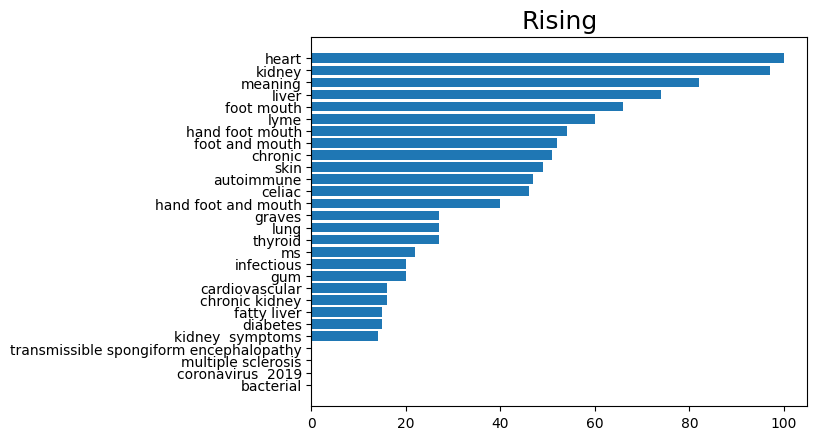 Rising
heart
kidney
meaning
liver
foot mouth
lyme
hand foot mouth
foot and mouth
chronic
skin
autoimmune
celiac
hand foot and mouth
graves
lung
thyroid
ms
infectious
gum
cardiovascular
chronic kidney
fatty liver
diabetes
kidney  symptoms
transmissible spongiform encephalopathy
multiple sclerosis
coronavirus  2019
bacterial
0 20 40 60 80 100